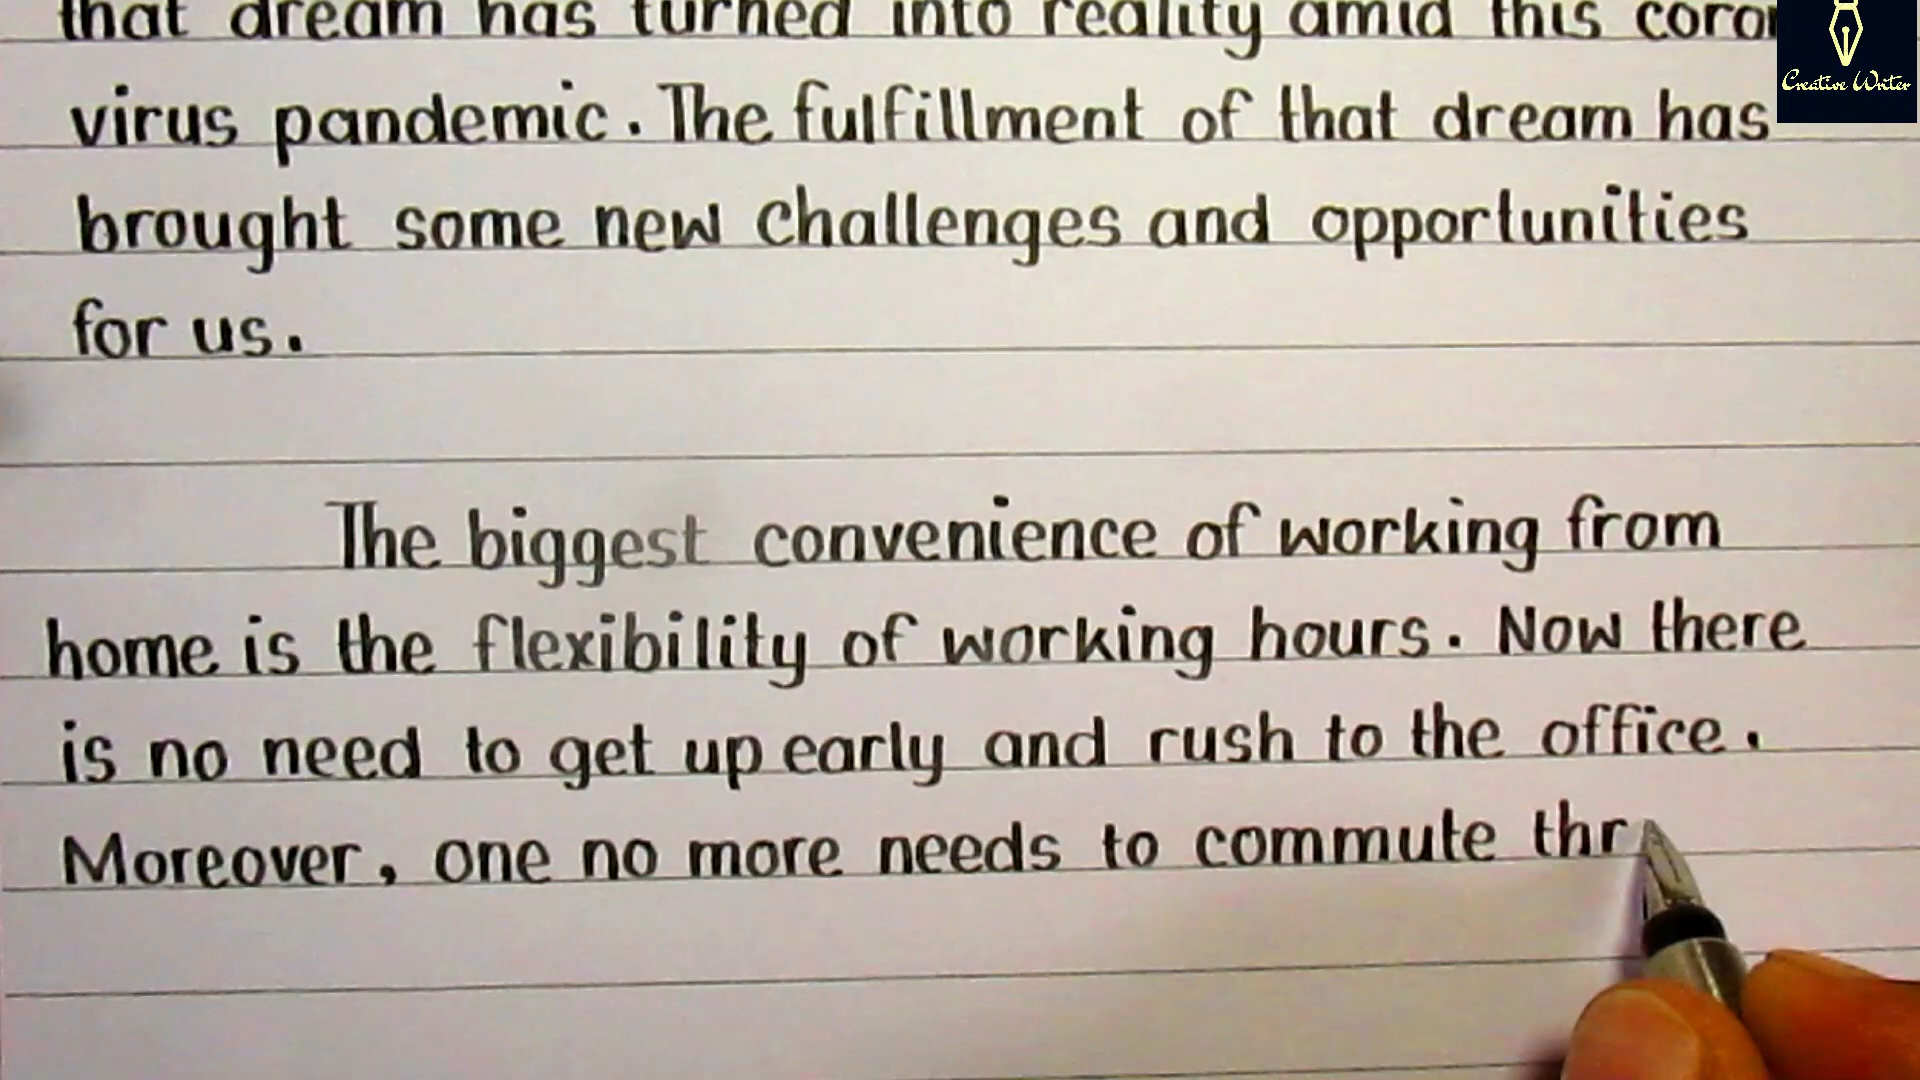 that dream has turned into reality amid this coron
virus pandemic. The fulfillment of that dream has
brought some new challenges and opportunities
for us.
The biggest convenience of working from
home is the flexibility of working hours. Now there
is no need to get up early and rush to the office.
Moreover, one no more needs to commute thr
Creative Writer